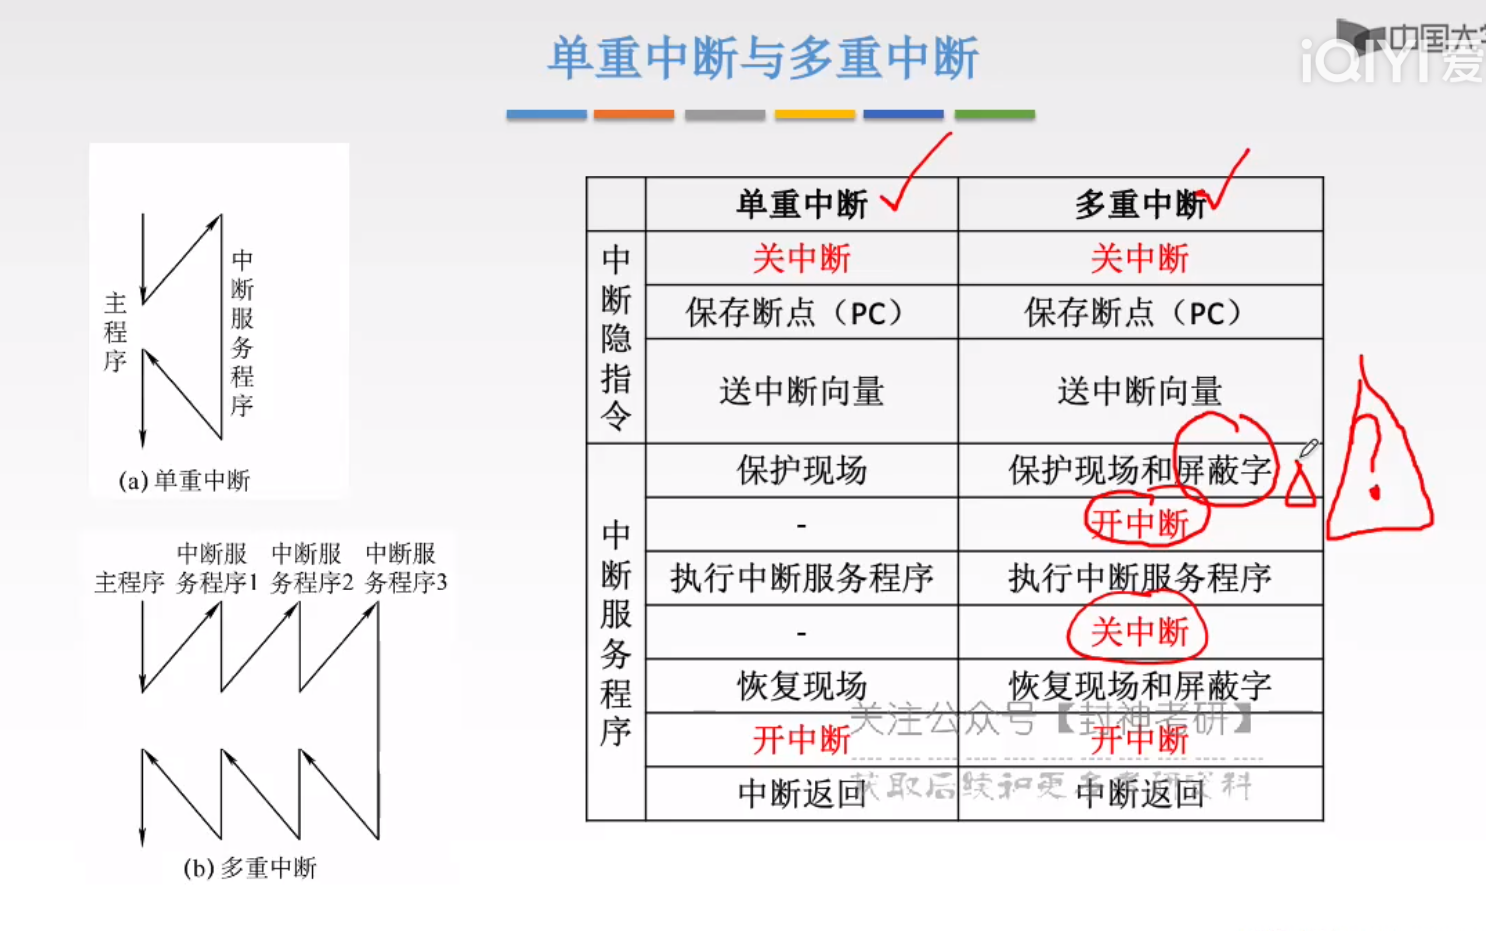 单重中断与多重中断
中国大学
iQIYI 爱
单重中断 多重中断
中断隐指令
关中断 关中断
保存断点（PC） 保存断点（PC）
送中断向量 送中断向量
中断服务程序
保护现场 保护现场和屏蔽字
- 开中断
执行中断服务程序 执行中断服务程序
- 关中断
恢复现场 恢复现场和屏蔽字
开中断 开中断
中断返回 中断返回
关注公众号【封神考研】
获取后续和更多考研资料
?
主程序
中断服务程序
(a) 单重中断
主程序 中断服务程序1 中断服务程序2 中断服务程序3
(b) 多重中断